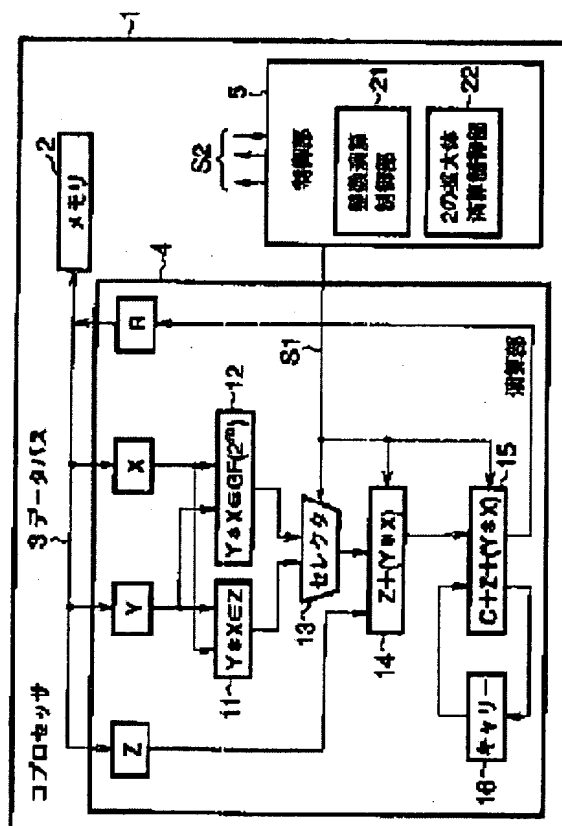 コプロセッサ
1
3 データバス
メモリ
2
4
Z
Y
X
R
11
Y*X∈Z
Y*X∈GF(2^m)
12
13
セレクタ
S1
14
Z+(Y*X)
16
キャリー
C+Z+(Y*X)
15
演算部
5
S2
制御部
21
整数演算
制御部
22
2の拡大体
演算制御部